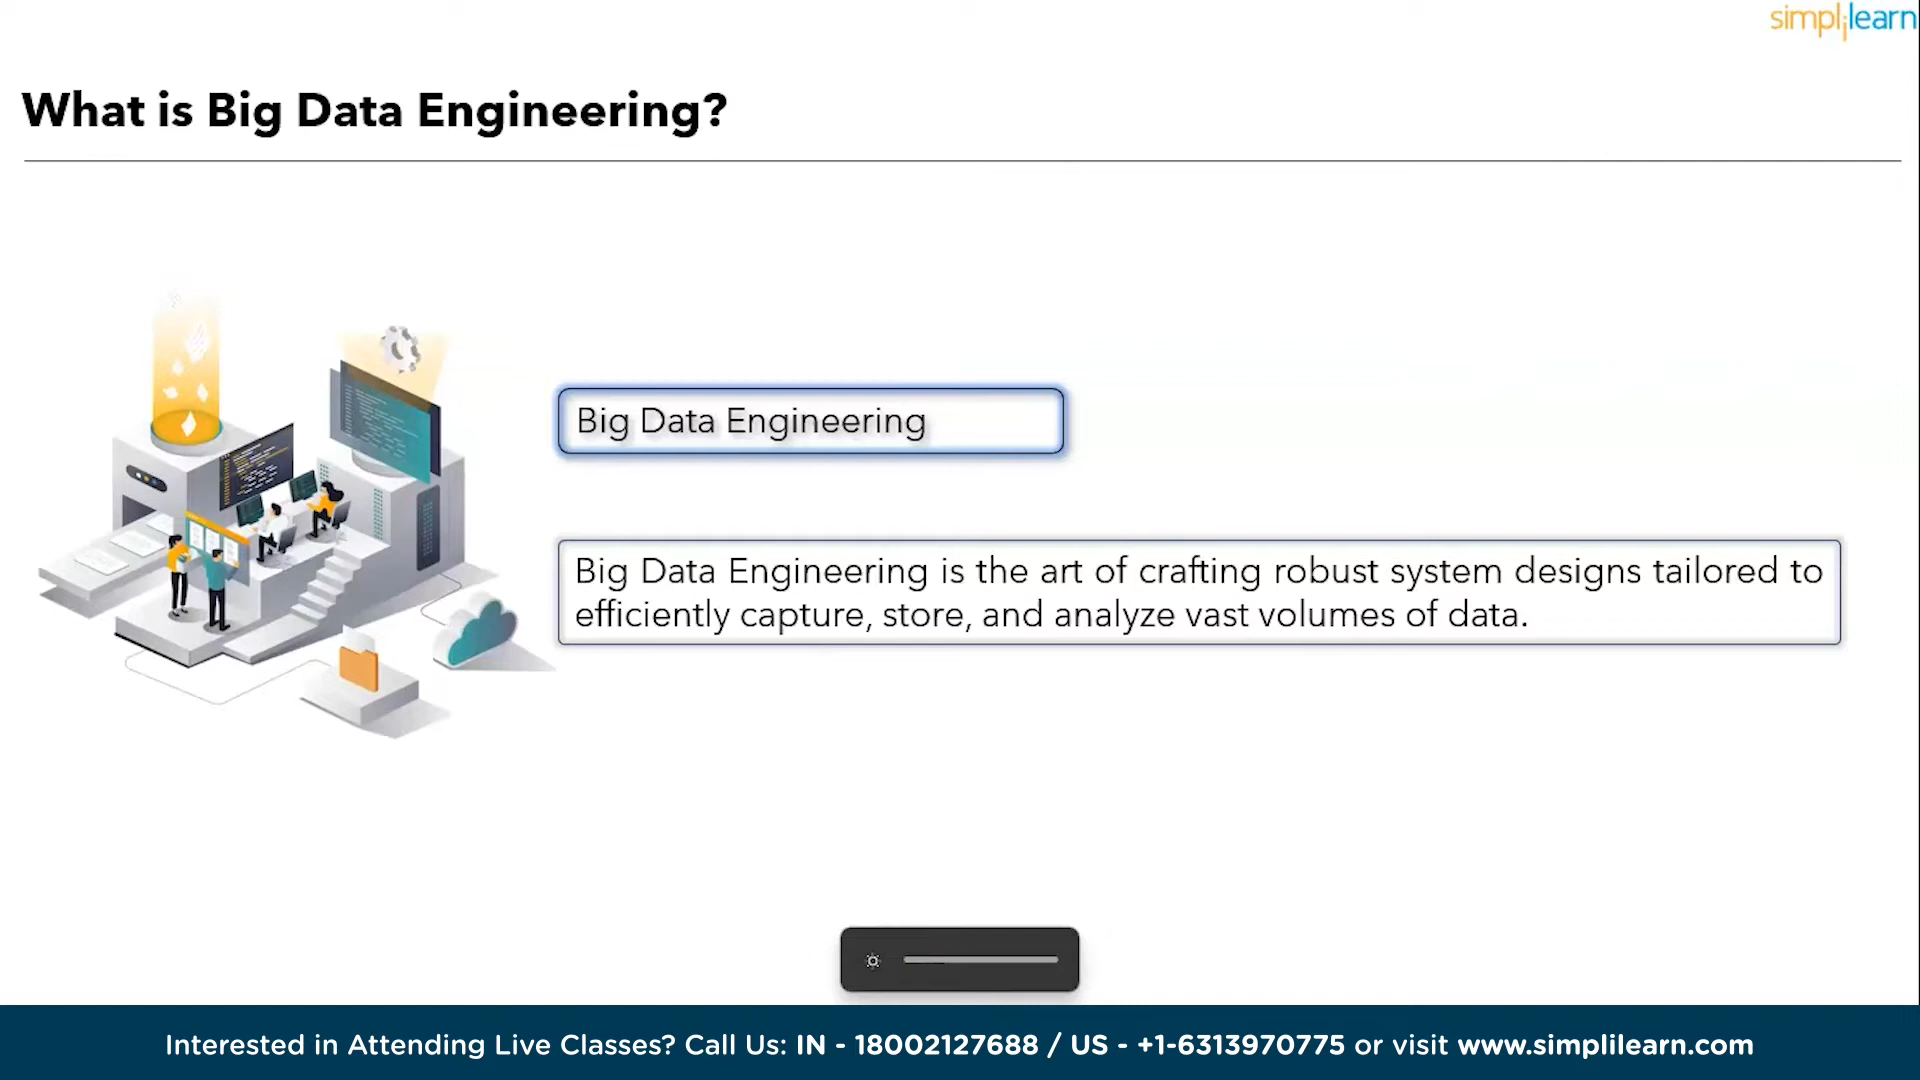 simplilearn
What is Big Data Engineering?
Big Data Engineering
Big Data Engineering is the art of crafting robust system designs tailored to
efficiently capture, store, and analyze vast volumes of data.
Interested in Attending Live Classes? Call Us: IN - 18002127688 / US - +1-6313970775 or visit www.simplilearn.com